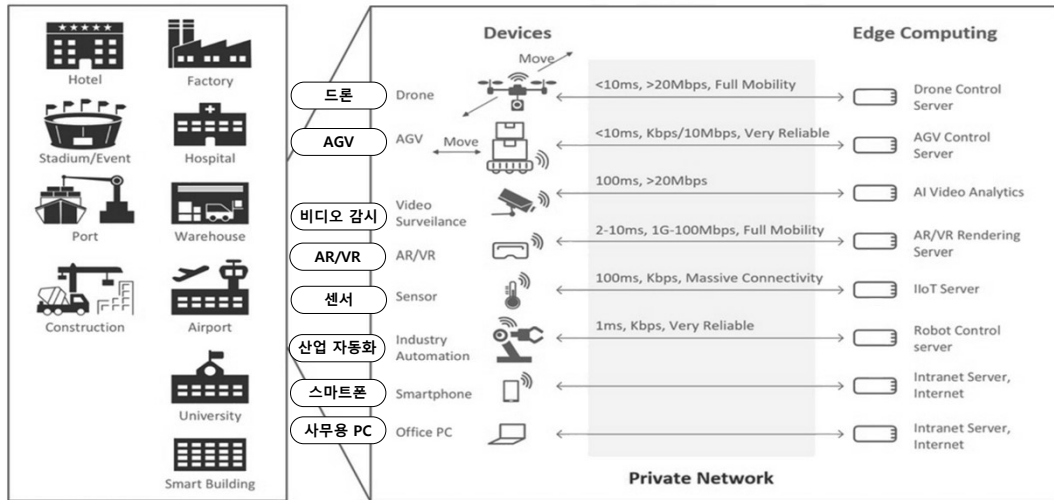 Hotel
Factory
Stadium/Event
Hospital
Port
Warehouse
Construction
Airport
University
Smart Building
Devices
Edge Computing
드론
Drone
Move
Move
<10ms, >20Mbps, Full Mobility
Drone Control
Server
AGV
AGV
Move
<10ms, Kbps/10Mbps, Very Reliable
AGV Control
Server
비디오 감시
Video
Surveilance
100ms, >20Mbps
AI Video Analytics
AR/VR
AR/VR
2-10ms, 1G-100Mbps, Full Mobility
AR/VR Rendering
Server
센서
Sensor
100ms, Kbps, Massive Connectivity
IIoT Server
산업 자동화
Industry
Automation
1ms, Kbps, Very Reliable
Robot Control
server
스마트폰
Smartphone
Intranet Server,
Internet
사무용 PC
Office PC
Intranet Server,
Internet
Private Network